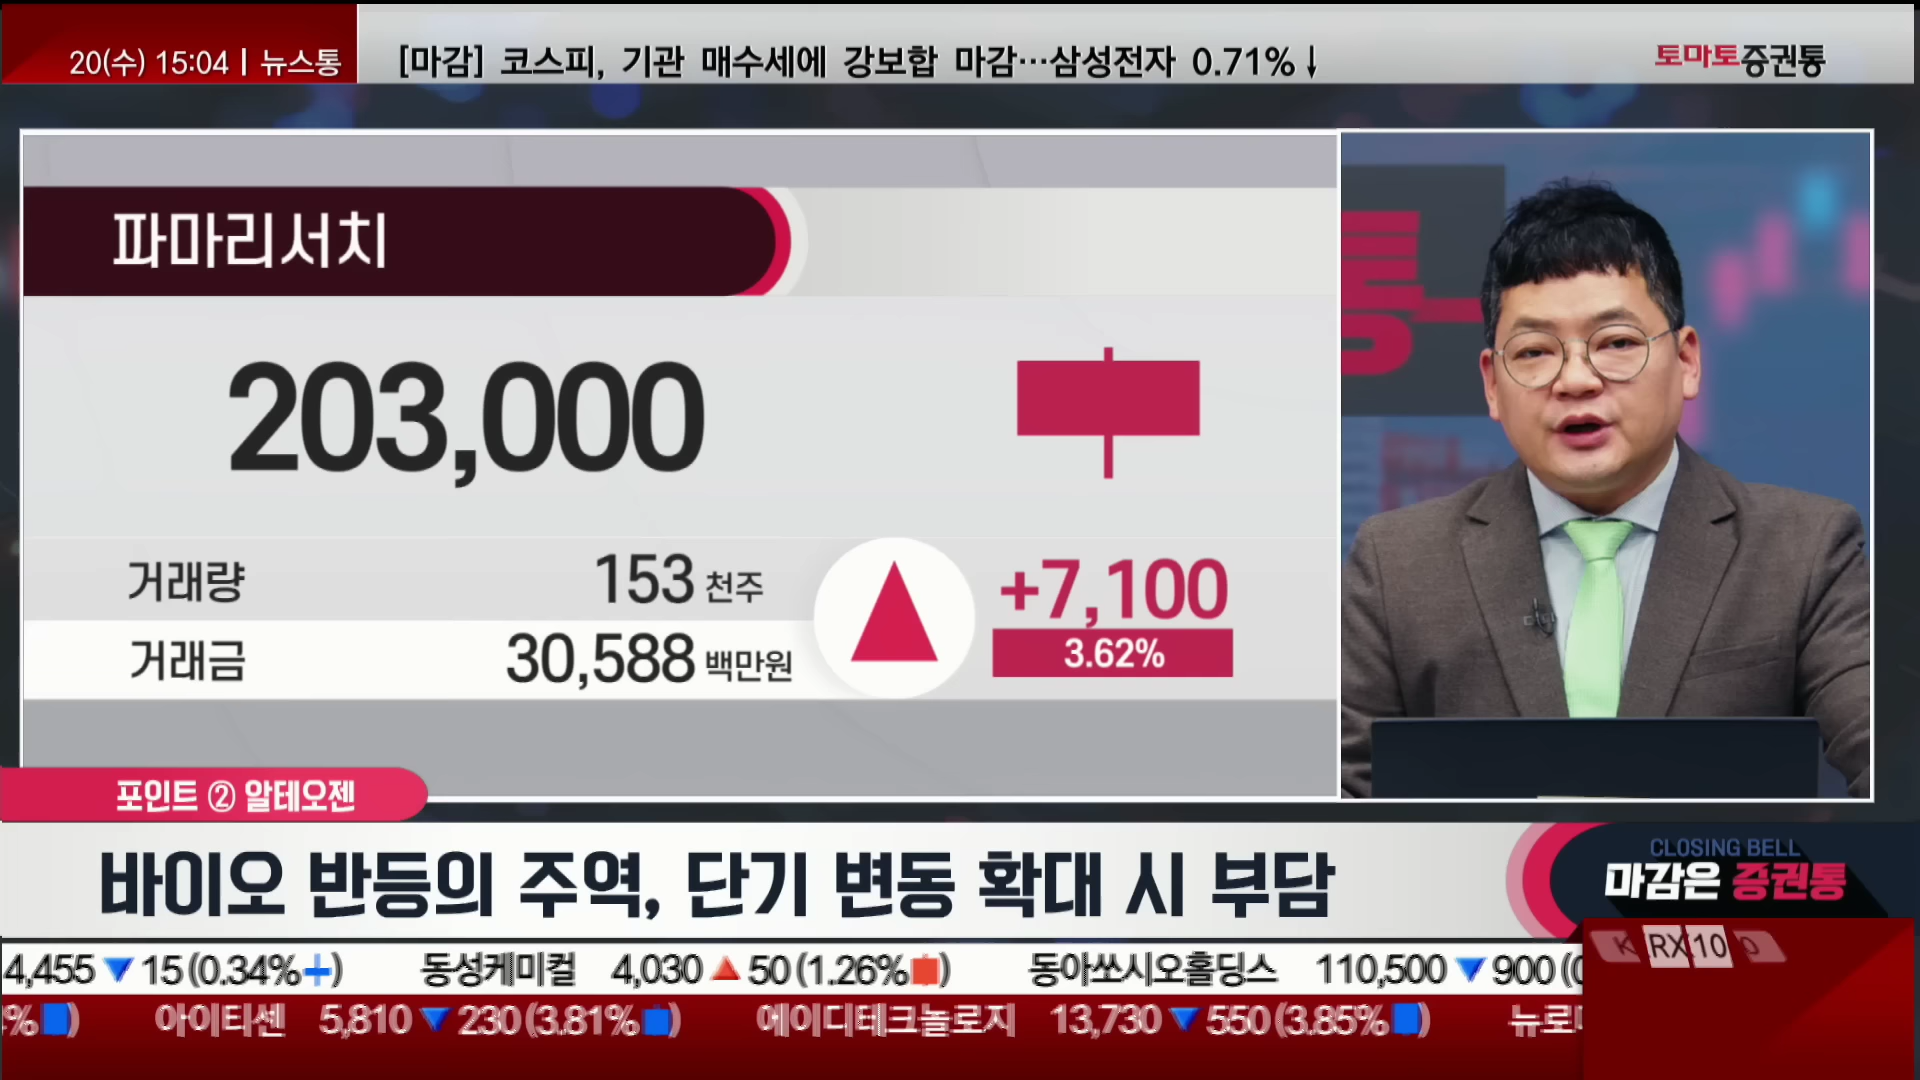 20(수) 15:04 | 뉴스통
[마감] 코스피, 기관 매수세에 강보합 마감…삼성전자 0.71%↓
토마토증권통
파마리서치
203,000
거래량 153 천주
거래금 30,588 백만원
+7,100
3.62%
통
포인트 ② 알테오젠
바이오 반등의 주역, 단기 변동 확대 시 부담
CLOSING BELL
마감은 증권통
4,455 ▼ 15 (0.34%+) 동성케미컬 4,030 ▲ 50 (1.26%■) 동아쏘시오홀딩스 110,500 ▼ 900
KRX100
아이티센 5,810 ▼ 230 (3.81%■) 에이디테크놀로지 13,730 ▼ 550 (3.85%■)